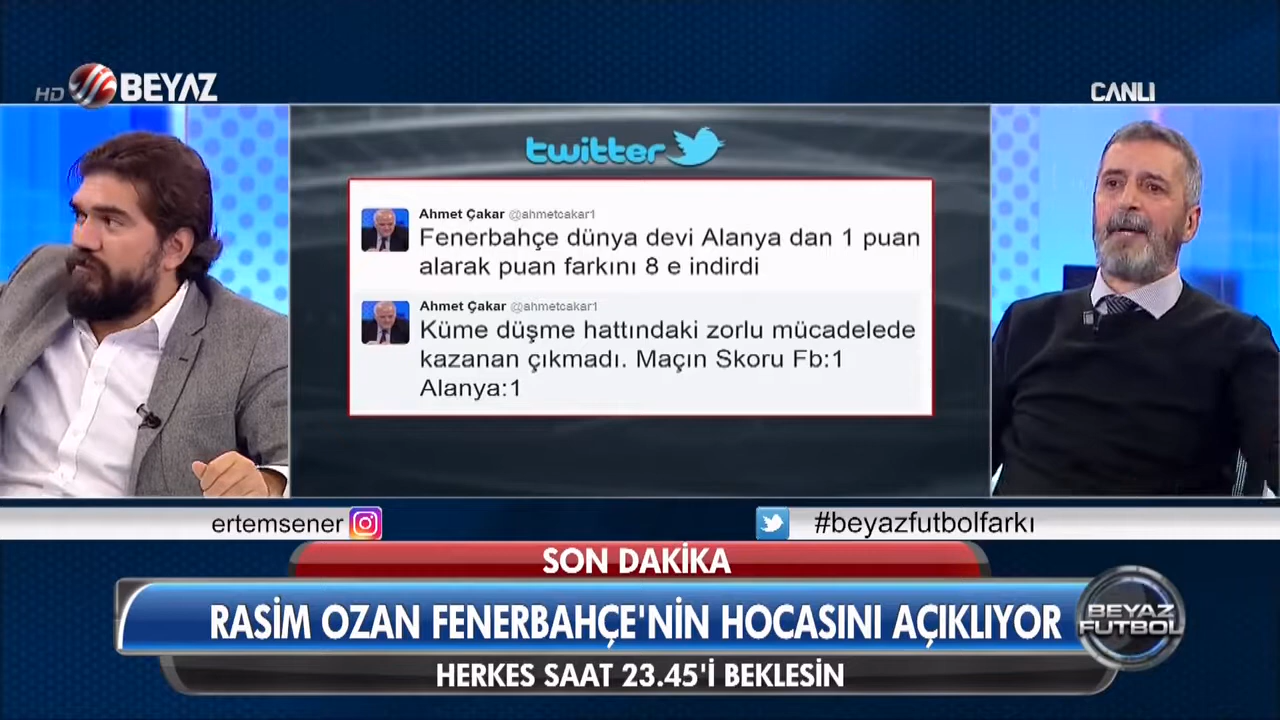 HD BEYAZ
CANLI
twitter
Ahmet Çakar @ahmetcakar1
Fenerbahçe dünya devi Alanya dan 1 puan
alarak puan farkını 8 e indirdi
Ahmet Çakar @ahmetcakar1
Küme düşme hattındaki zorlu mücadelede
kazanan çıkmadı. Maçın Skoru Fb:1
Alanya:1
ertemsener
#beyazfutbolfarkı
SON DAKİKA
RASİM OZAN FENERBAHÇE'NİN HOCASINI AÇIKLIYOR
BEYAZ
FUTBOL
HERKES SAAT 23.45'İ BEKLESİN